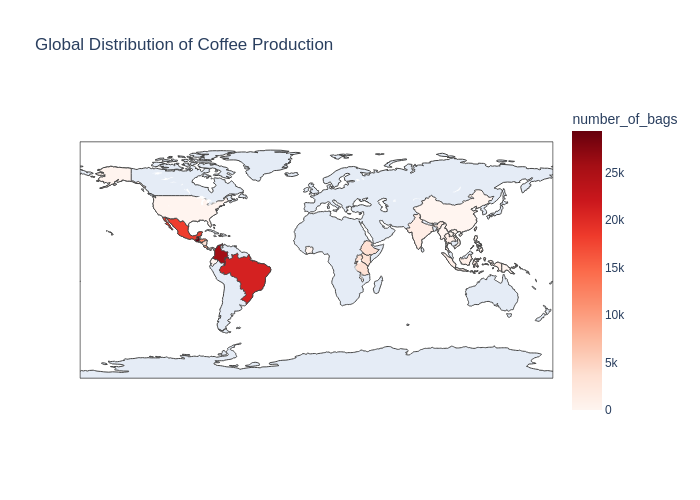 Global Distribution of Coffee Production
number_of_bags
25k
20k
15k
10k
5k
0